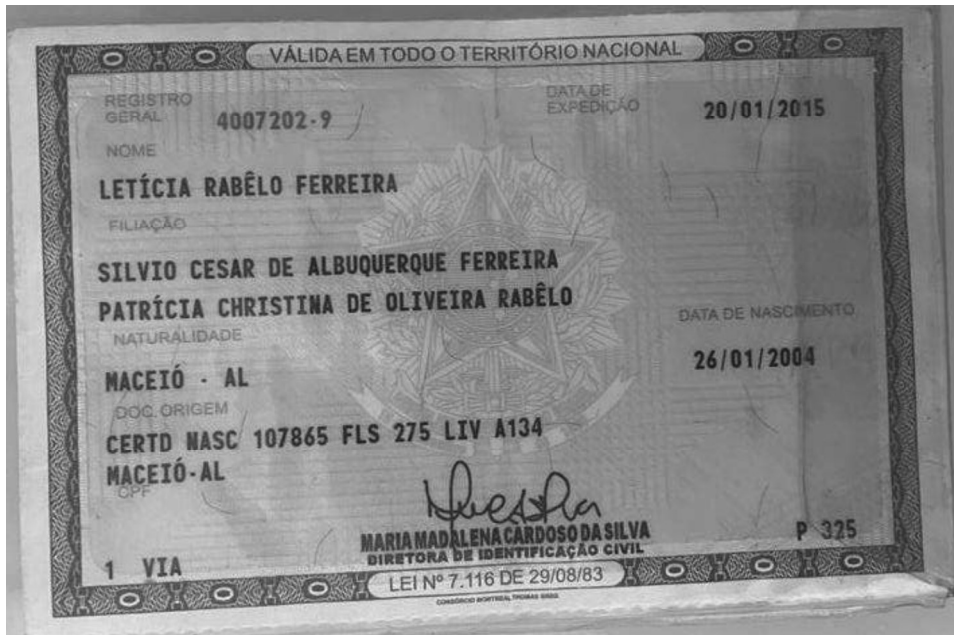 VÁLIDA EM TODO O TERRITÓRIO NACIONAL
REGISTRO GERAL 4007202-9 DATA DE EXPEDIÇÃO 20/01/2015
NOME
LETÍCIA RABÊLO FERREIRA
FILIAÇÃO
SILVIO CESAR DE ALBUQUERQUE FERREIRA
PATRÍCIA CHRISTINA DE OLIVEIRA RABÊLO
NATURALIDADE DATA DE NASCIMENTO
MACEIÓ - AL 26/01/2004
DOC. ORIGEM
CERTD NASC 107865 FLS 275 LIV A134
MACEIÓ-AL
CPF
MARIA MADALENA CARDOSO DA SILVA P 325
1 VIA DIRETORA DE IDENTIFICAÇÃO CIVIL
LEI Nº 7.116 DE 29/08/83